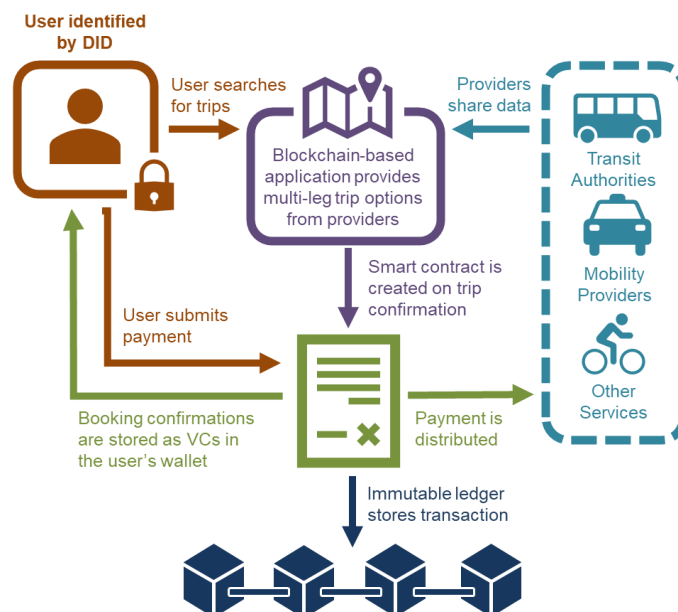 User identified
by DID
User searches
for trips
Providers
share data
Blockchain-based
application provides
multi-leg trip options
from providers
Transit
Authorities
Mobility
Providers
Other
Services
Smart contract is
created on trip
confirmation
User submits
payment
Booking confirmations
are stored as VCs in
the user's wallet
Payment is
distributed
Immutable ledger
stores transaction